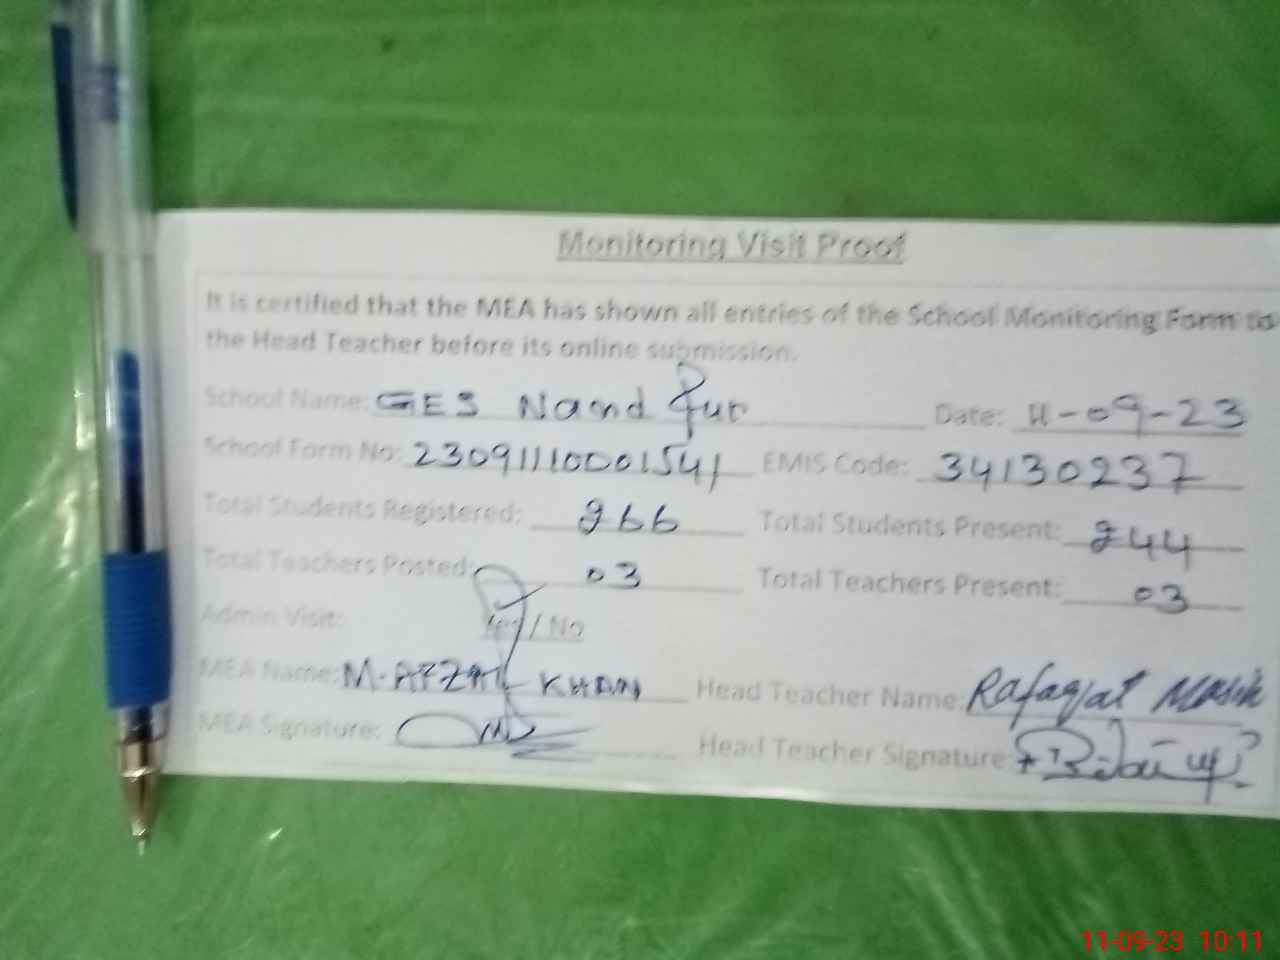 Monitoring Visit Proof
It is certified that the MEA has shown all entries of the School Monitoring Form to
the Head Teacher before its online submission.
School Name: GES Nand Pur Date: 11-09-23
School Form No: 23091110001541 EMIS Code: 34130237
Total Students Registered: 266 Total Students Present: 244
Total Teachers Posted: 03 Total Teachers Present: 03
Admin Visit: Yes / No
MEA Name: M. AFZAL KHAN Head Teacher Name: Rafaqat Masih
MEA Signature: Head Teacher Signature:
11-09-23 10:11